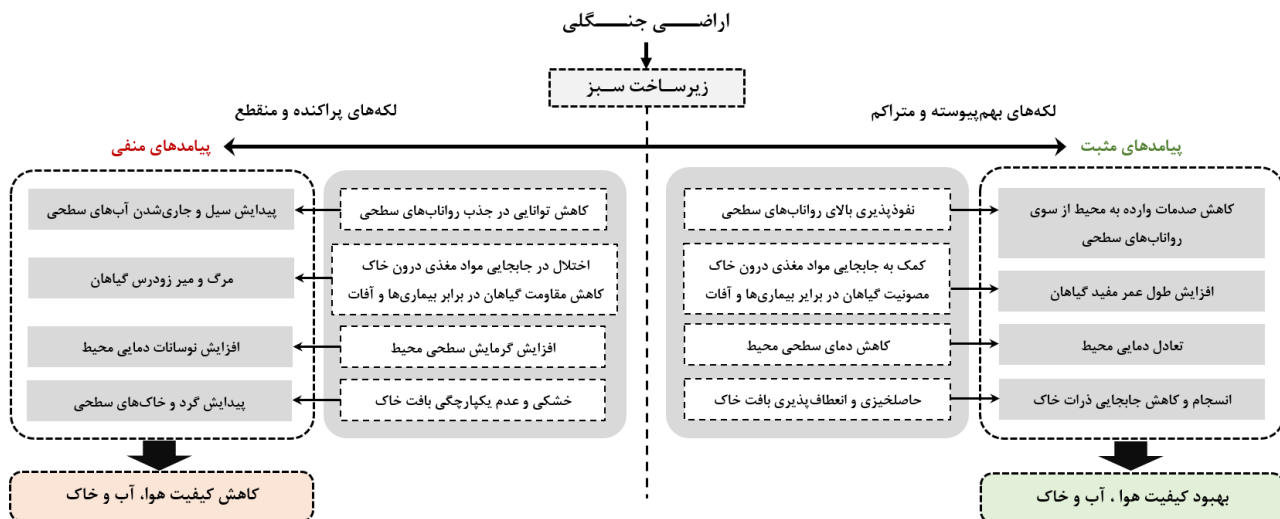 اراضی جنگلی
زیرساخت سبز
لکه‌های بهم‌پیوسته و متراکم
لکه‌های پراکنده و منقطع
پیامدهای مثبت
پیامدهای منفی
کاهش صدمات وارده به محیط از سوی
رواناب‌های سطحی
نفوذپذیری بالای رواناب‌های سطحی
افزایش طول عمر مفید گیاهان
کمک به جابجایی مواد مغذی درون خاک
مصونیت گیاهان در برایر بیماری‌ها و آفات
تعادل دمایی محیط
کاهش دمای سطحی محیط
انسجام و کاهش جابجایی ذرات خاک
حاصلخیزی و انعطاف‌پذیری بافت خاک
بهبود کیفیت هوا ، آب و خاک
کاهش توانایی در جذب رواناب‌های سطحی
پیدایش سیل و جاری‌شدن آب‌های سطحی
اختلال در جابجایی مواد مغذی درون خاک
کاهش مقاومت گیاهان در برابر بیماری‌ها و آفات
مرگ و میر زودرس گیاهان
افزایش گرمایش سطحی محیط
افزایش نوسانات دمایی محیط
خشکی و عدم یکپارچگی بافت خاک
پیدایش گرد و خاک‌های سطحی
کاهش کیفیت هوا، آب و خاک